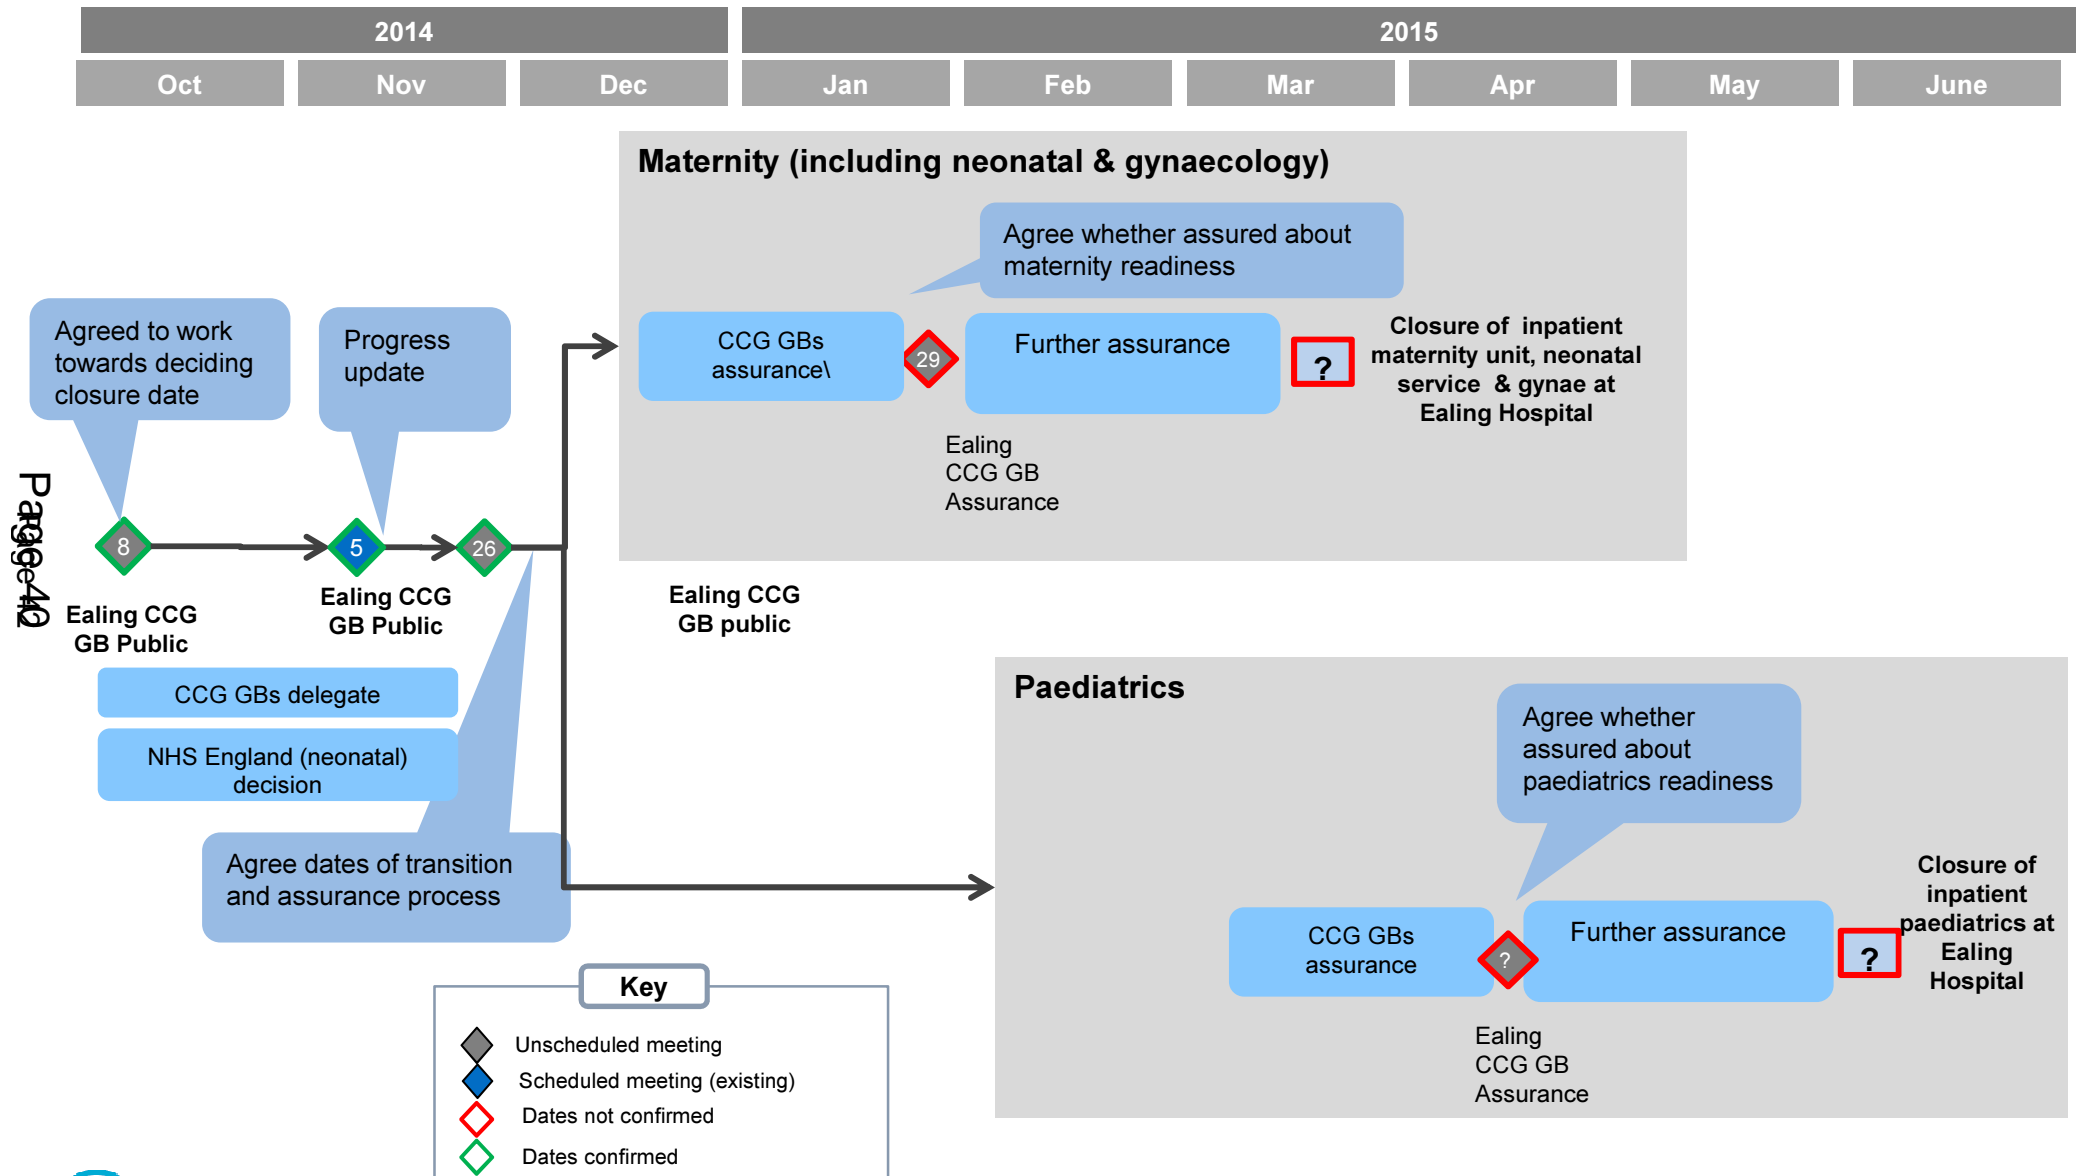 2014
2015
Oct
Nov
Dec
Jan
Feb
Mar
Apr
May
June
Maternity (including neonatal & gynaecology)
Agree whether assured about
maternity readiness
Agreed to work
towards deciding
closure date
Progress
update
CCG GBs
assurance\
29
Further assurance
?
Closure of inpatient
maternity unit, neonatal
service & gynae at
Ealing Hospital
Ealing
CCG GB
Assurance
8
5
26
Ealing CCG
GB Public
Ealing CCG
GB Public
Ealing CCG
GB public
CCG GBs delegate
NHS England (neonatal)
decision
Agree dates of transition
and assurance process
Paediatrics
Agree whether
assured about
paediatrics readiness
CCG GBs
assurance
?
Further assurance
?
Closure of
inpatient
paediatrics at
Ealing
Hospital
Ealing
CCG GB
Assurance
Key
Unscheduled meeting
Scheduled meeting (existing)
Dates not confirmed
Dates confirmed